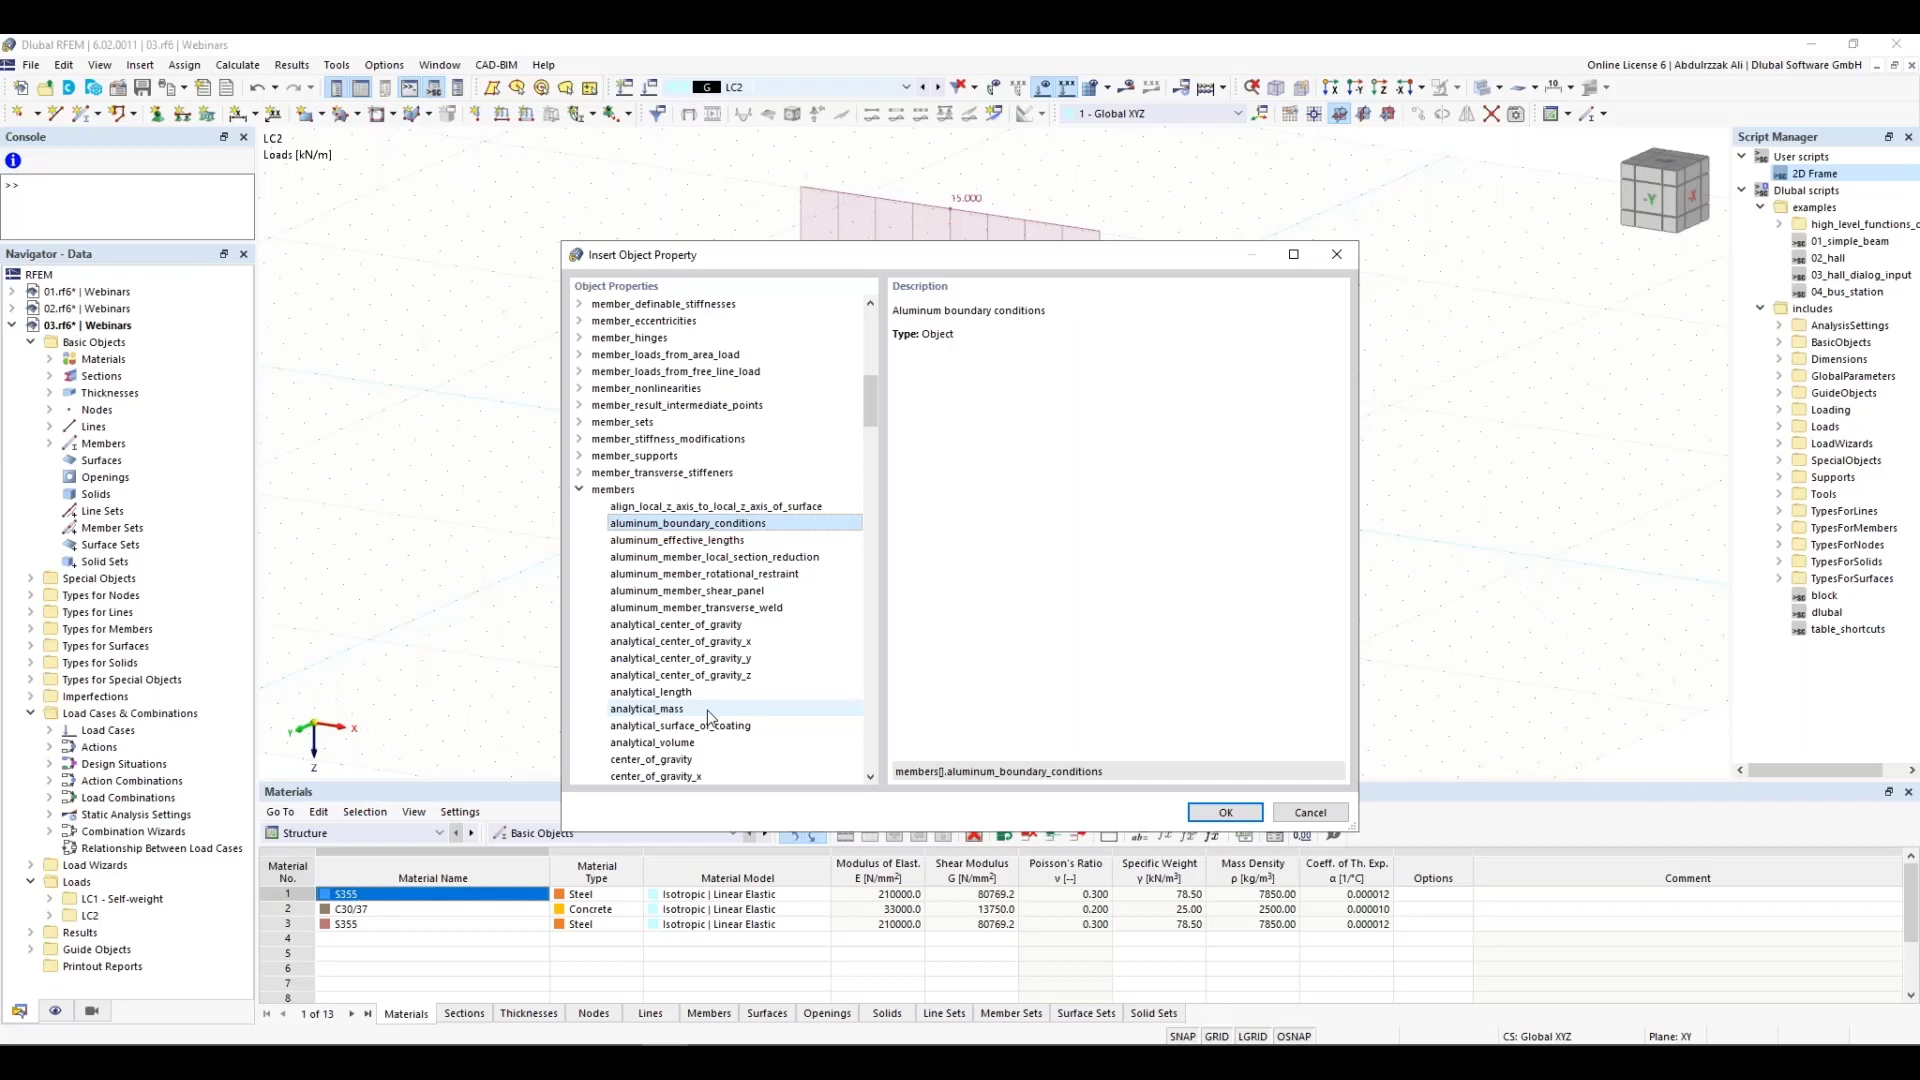 Dlubal RFEM | 6.02.0011 | 03.rf6* | Webinars
File Edit View Insert Assign Calculate Results Tools Options Window CAD-BIM Help
Online License 6 | Abdulrzzak Ali | Dlubal Software GmbH
G LC2
1 - Global XYZ
Console
>>
LC2
Loads [kN/m]
15.000
-Y -X
Navigator - Data
RFEM
01.rf6* | Webinars
02.rf6* | Webinars
03.rf6* | Webinars
Basic Objects
Materials
Sections
Thicknesses
Nodes
Lines
Members
Surfaces
Openings
Solids
Line Sets
Member Sets
Surface Sets
Solid Sets
Special Objects
Types for Nodes
Types for Lines
Types for Members
Types for Surfaces
Types for Solids
Types for Special Objects
Imperfections
Load Cases & Combinations
Load Cases
Actions
Design Situations
Action Combinations
Load Combinations
Static Analysis Settings
Combination Wizards
Relationship Between Load Cases
Load Wizards
Loads
LC1 - Self-weight
LC2
Results
Guide Objects
Printout Reports
X
Y
Z
Insert Object Property
Object Properties
member_definable_stiffnesses
member_eccentricities
member_hinges
member_loads_from_area_load
member_loads_from_free_line_load
member_nonlinearities
member_result_intermediate_points
member_sets
member_stiffness_modifications
member_supports
member_transverse_stiffeners
members
align_local_z_axis_to_local_z_axis_of_surface
aluminum_boundary_conditions
aluminum_effective_lengths
aluminum_member_local_section_reduction
aluminum_member_rotational_restraint
aluminum_member_shear_panel
aluminum_member_transverse_weld
analytical_center_of_gravity
analytical_center_of_gravity_x
analytical_center_of_gravity_y
analytical_center_of_gravity_z
analytical_length
analytical_mass
analytical_surface_of_coating
analytical_volume
center_of_gravity
center_of_gravity_x
Description
Aluminum boundary conditions
Type: Object
members[].aluminum_boundary_conditions
OK Cancel
Script Manager
User scripts
2D Frame
Dlubal scripts
examples
high_level_functions_c
01_simple_beam
02_hall
03_hall_dialog_input
04_bus_station
includes
AnalysisSettings
BasicObjects
Dimensions
GlobalParameters
GuideObjects
Loading
Loads
LoadWizards
SpecialObjects
Supports
Tools
TypesForLines
TypesForMembers
TypesForNodes
TypesForSolids
TypesForSurfaces
block
dlubal
table_shortcuts
Materials
Go To Edit Selection View Settings
Structure Basic Objects
Material No. Material Name Material Type Material Model Modulus of Elast. E [N/mm²] Shear Modulus G [N/mm²] Poisson's Ratio ν [--] Specific Weight γ [kN/m³] Mass Density ρ [kg/m³] Coeff. of Th. Exp. α [1/°C] Options Comment
1 S355 Steel Isotropic | Linear Elastic 210000.0 80769.2 0.300 78.50 7850.00 0.000012
2 C30/37 Concrete Isotropic | Linear Elastic 33000.0 13750.0 0.200 25.00 2500.00 0.000010
3 S355 Steel Isotropic | Linear Elastic 210000.0 80769.2 0.300 78.50 7850.00 0.000012
4
5
6
7
8
1 of 13 Materials Sections Thicknesses Nodes Lines Members Surfaces Openings Solids Line Sets Member Sets Surface Sets Solid Sets
SNAP GRID LGRID OSNAP CS: Global XYZ Plane: XY